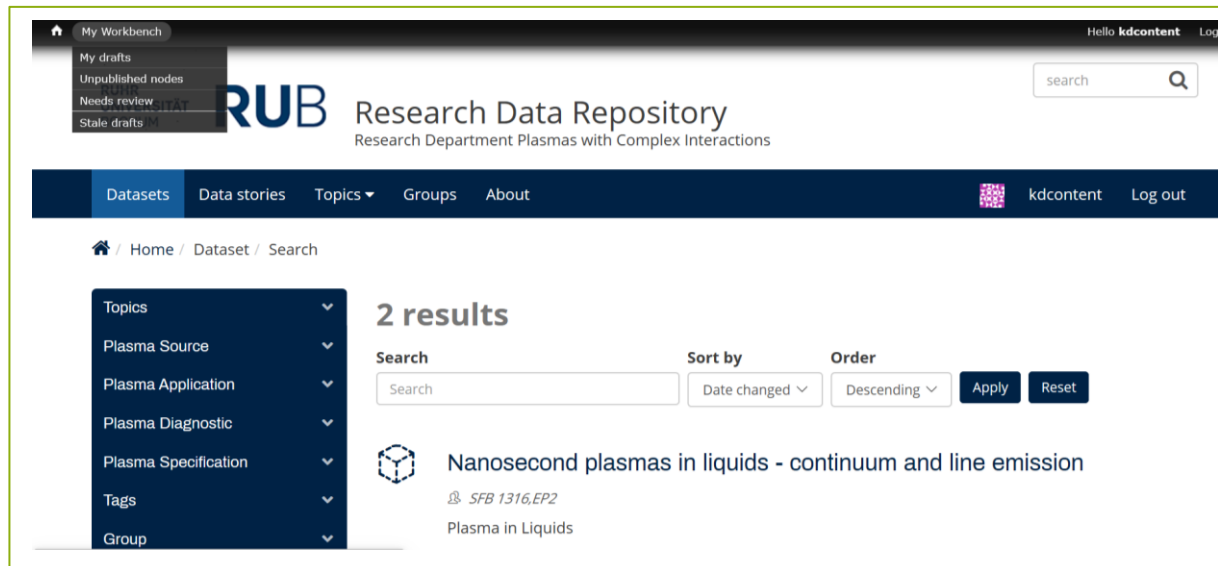 My Workbench Hello kdcontent Log
My drafts
Unpublished nodes
Needs review
Stale drafts
RUHR
RUB
search
Research Data Repository
Research Department Plasmas with Complex Interactions
Datasets Data stories Topics Groups About kdcontent Log out
/ Home / Dataset / Search
Topics
Plasma Source
Plasma Application
Plasma Diagnostic
Plasma Specification
Tags
Group
2 results
Search Sort by Order
Search Date changed Descending Apply Reset
Nanosecond plasmas in liquids - continuum and line emission
SFB 1316,EP2
Plasma in Liquids